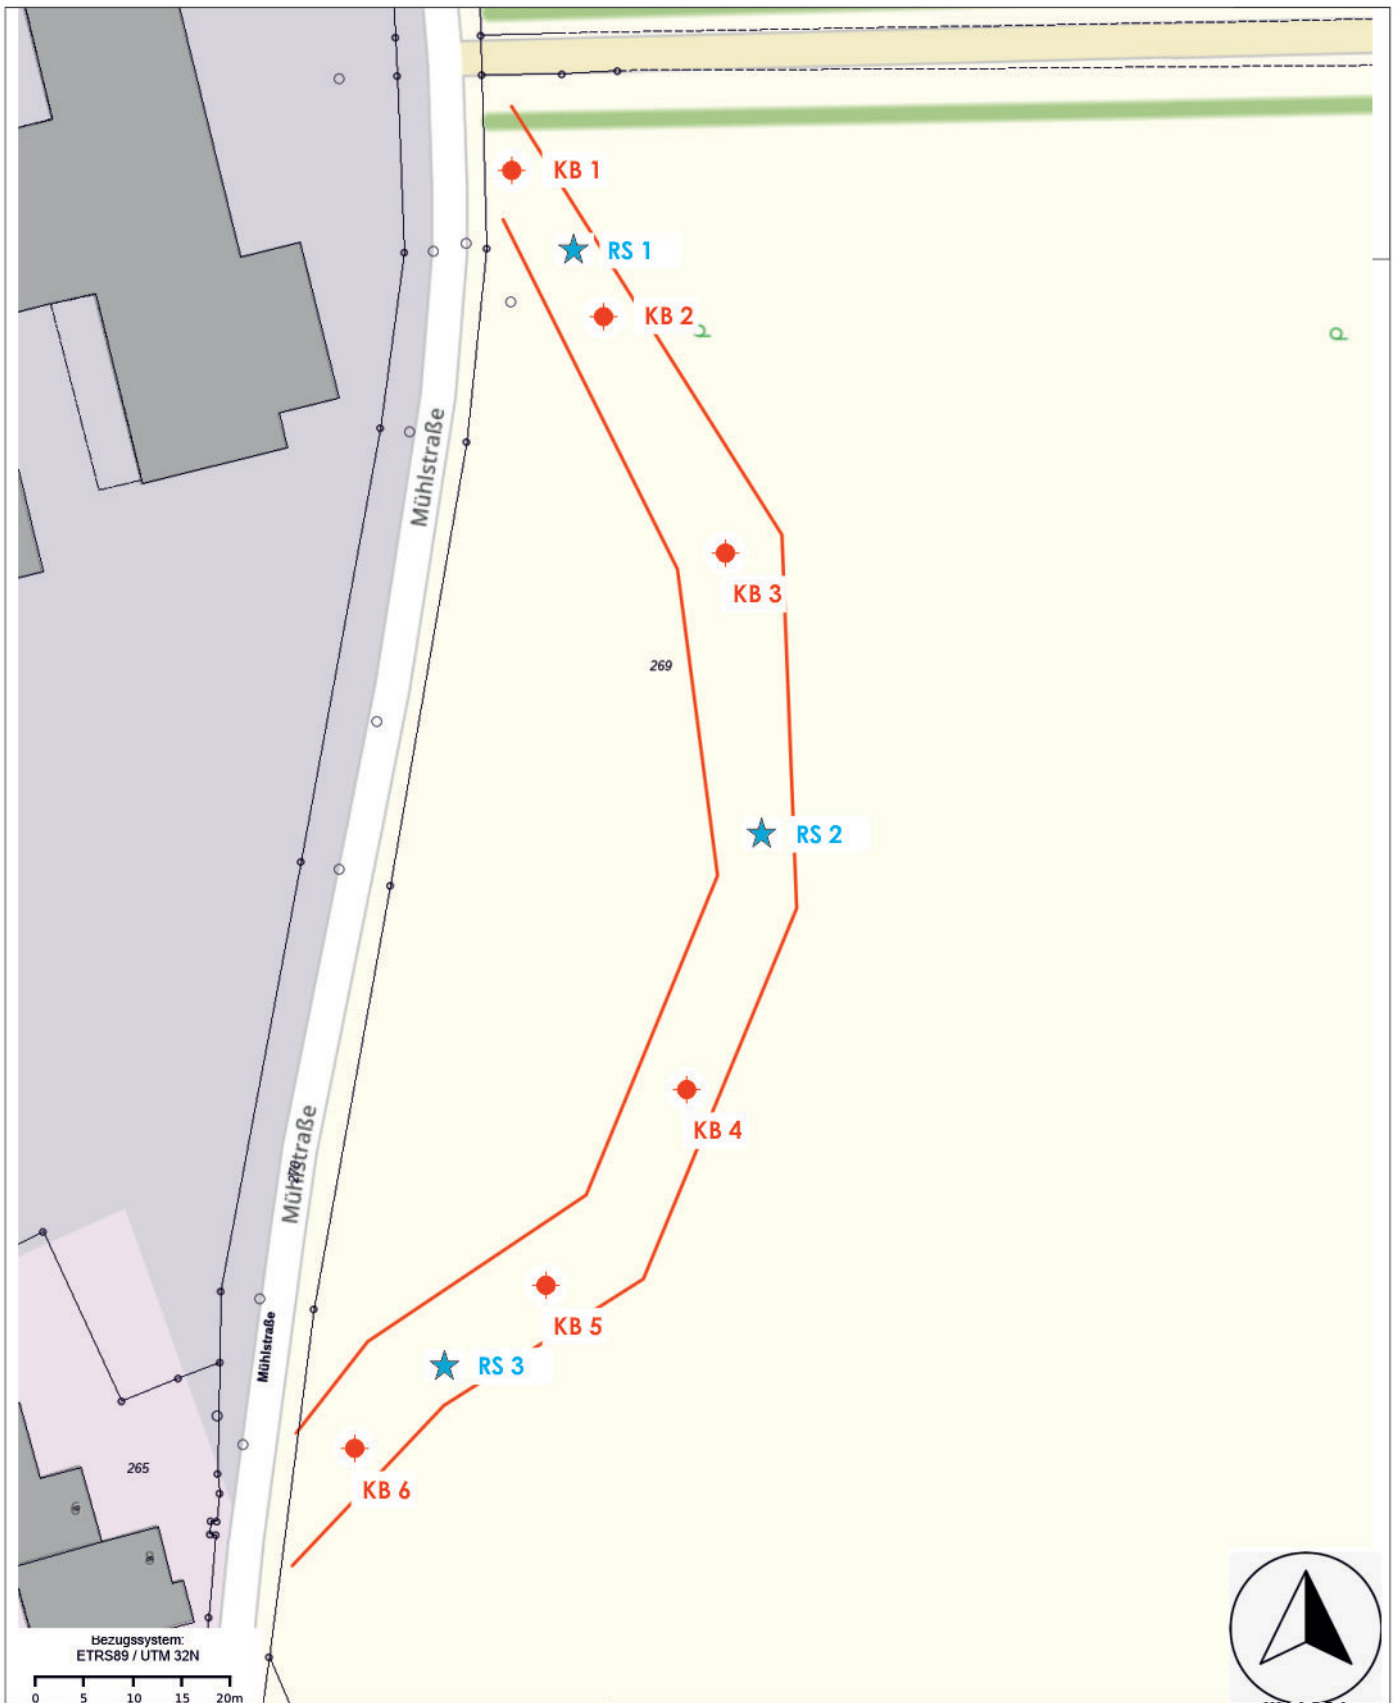 KB 1
RS 1
KB 2
Mühlstraße
KB 3
269
RS 2
KB 4
Mühlstraße
KB 5
Mühlstraße
RS 3
265
KB 6
Bezugssystem:
ETRS89 / UTM 32N
0 5 10 15 20m